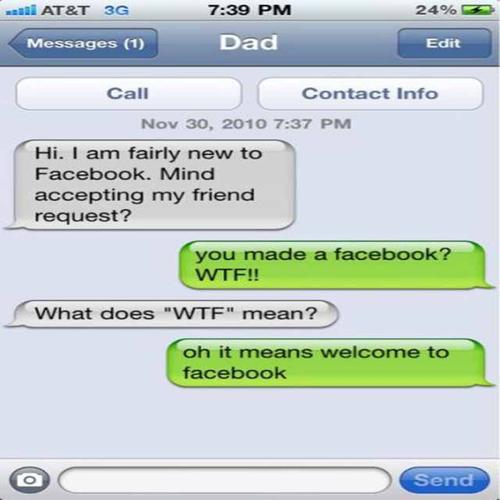 AT&T 3G 7:39 PM 24%
Messages (1) Dad Edit
Call Contact Info
Nov 30, 2010 7:37 PM
Hi. I am fairly new to
Facebook. Mind
accepting my friend
request?
you made a facebook?
WTF!!
What does "WTF" mean?
oh it means welcome to
facebook
Send